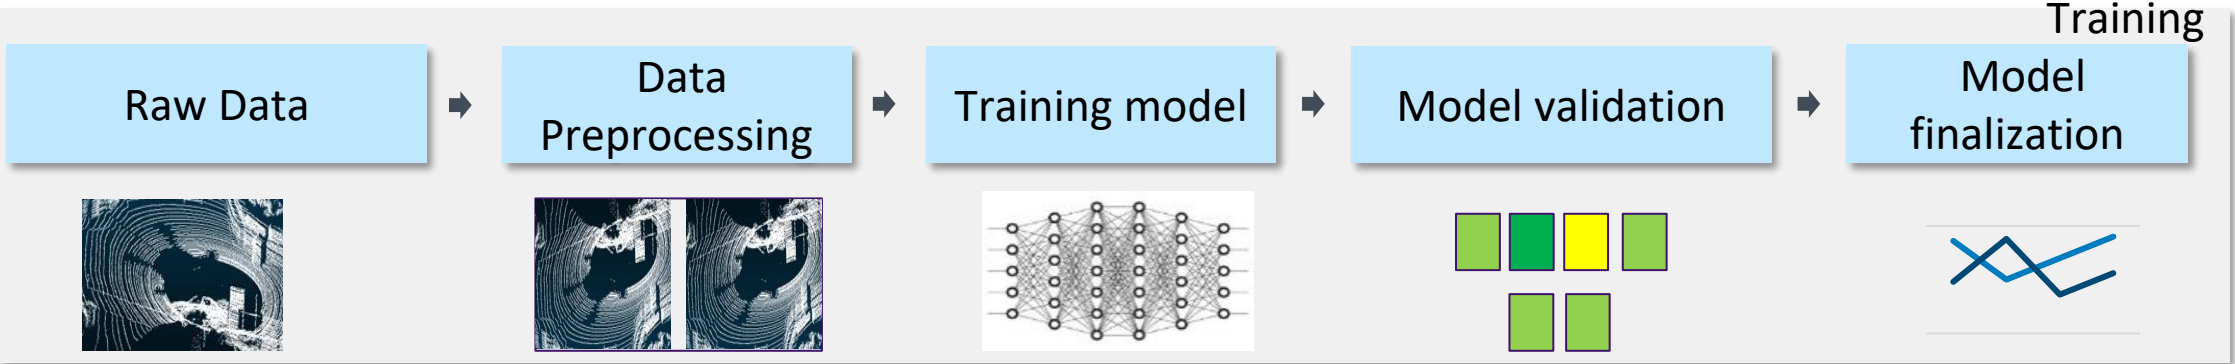 Training
Raw Data
Data
Preprocessing
Training model
Model validation
Model
finalization